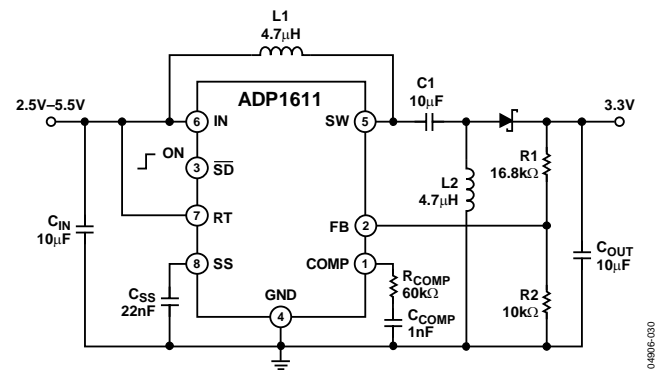 L1
4.7μH
ADP1611
2.5V–5.5V
6
IN
SW
5
C1
10μF
3.3V
ON
3
SD
R1
16.8kΩ
L2
4.7μH
7
RT
FB
2
CIN
10μF
8
SS
COMP
1
COUT
10μF
RCOMP
60kΩ
CSS
22nF
GND
4
CCOMP
1nF
R2
10kΩ
04906-030